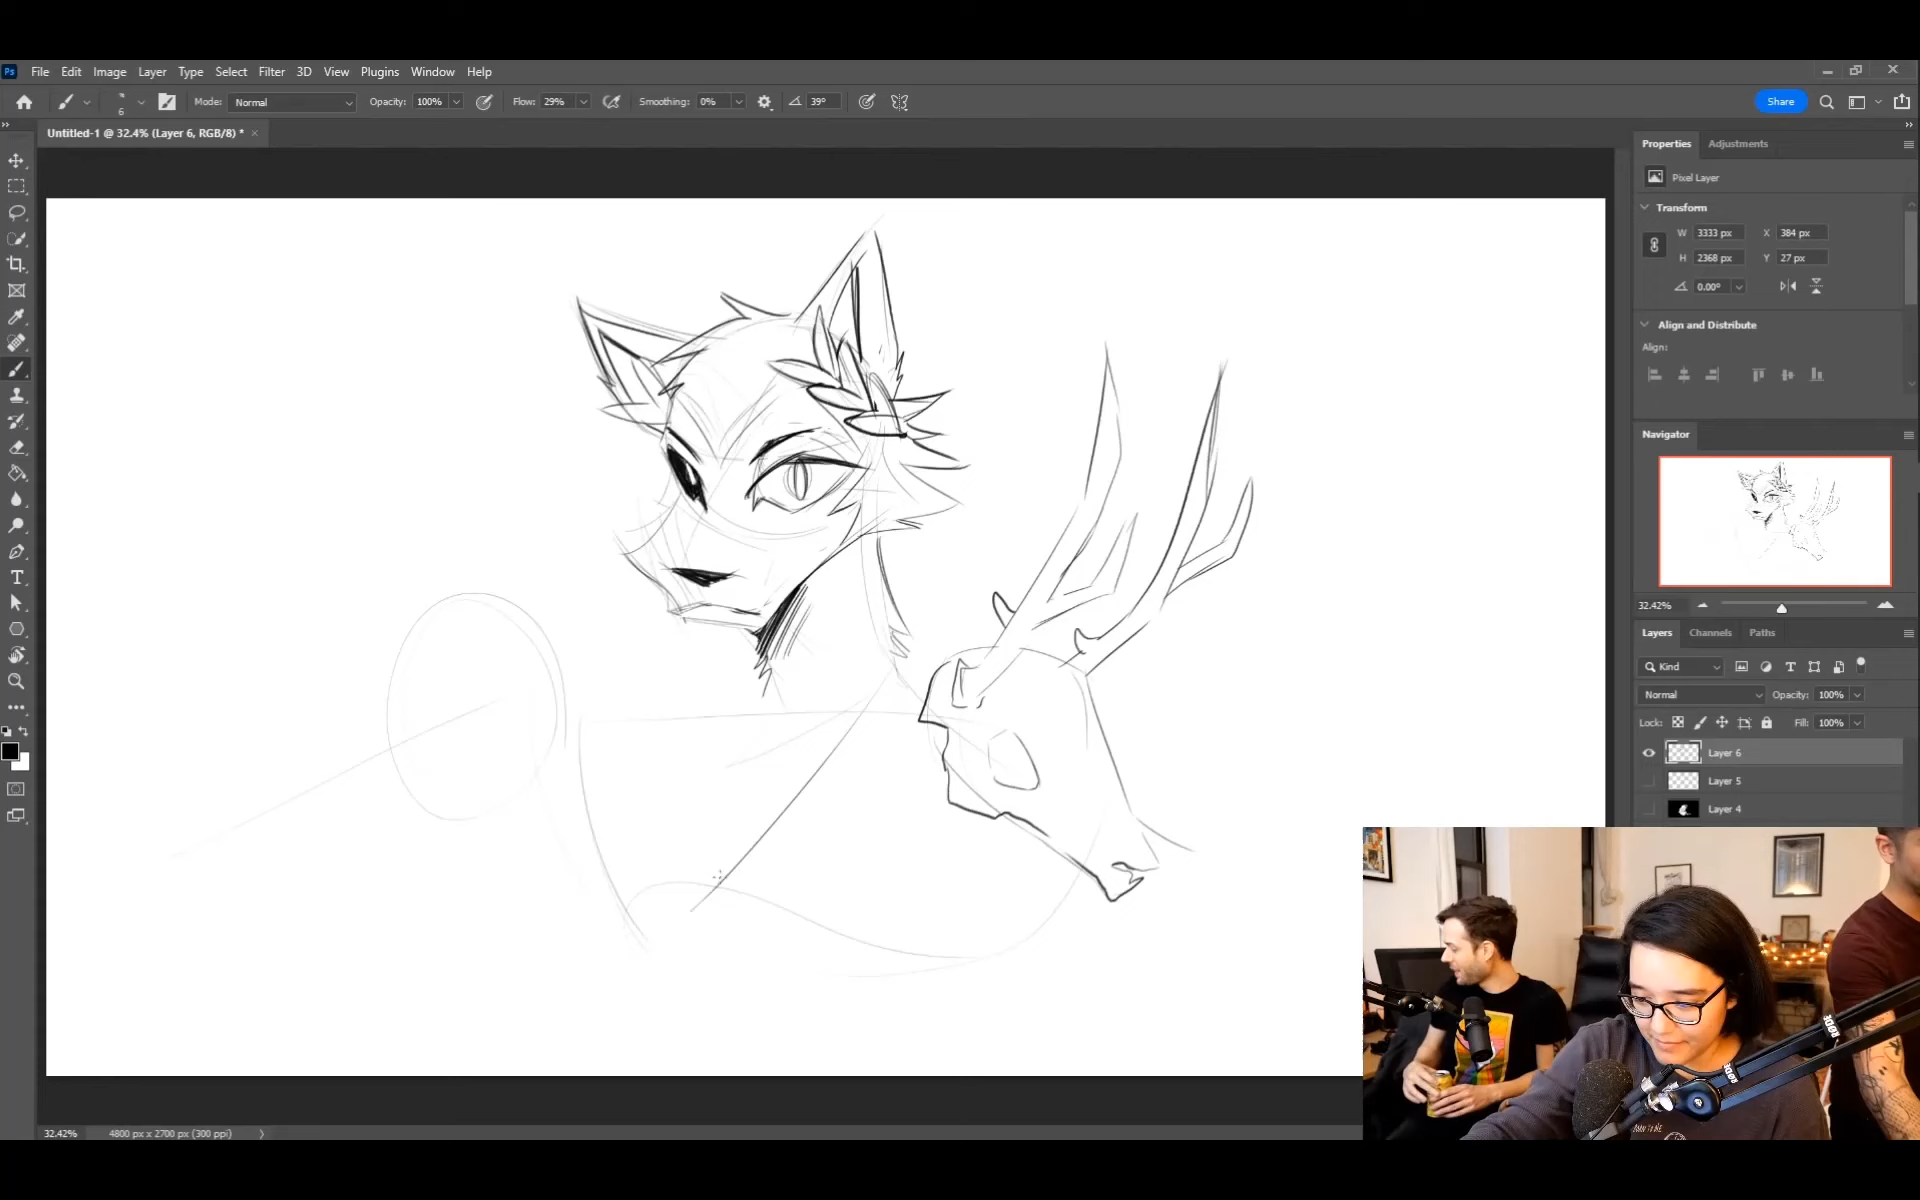 Ps File Edit Image Layer Type Select Filter 3D View Plugins Window Help
6 Mode: Normal Opacity: 100% Flow: 29% Smoothing: 0% 39° Share
Untitled-1 @ 32.4% (Layer 6, RGB/8) *
Properties Adjustments
Pixel Layer
Transform
W 3333 px X 384 px
H 2368 px Y 27 px
0.00°
Align and Distribute
Align:
Navigator
32.42%
Layers Channels Paths
Kind
Normal Opacity: 100%
Lock: Fill: 100%
Layer 6
Layer 5
Layer 4
RØDE
RØDE
32.42% 4800 px x 2700 px (300 ppi)